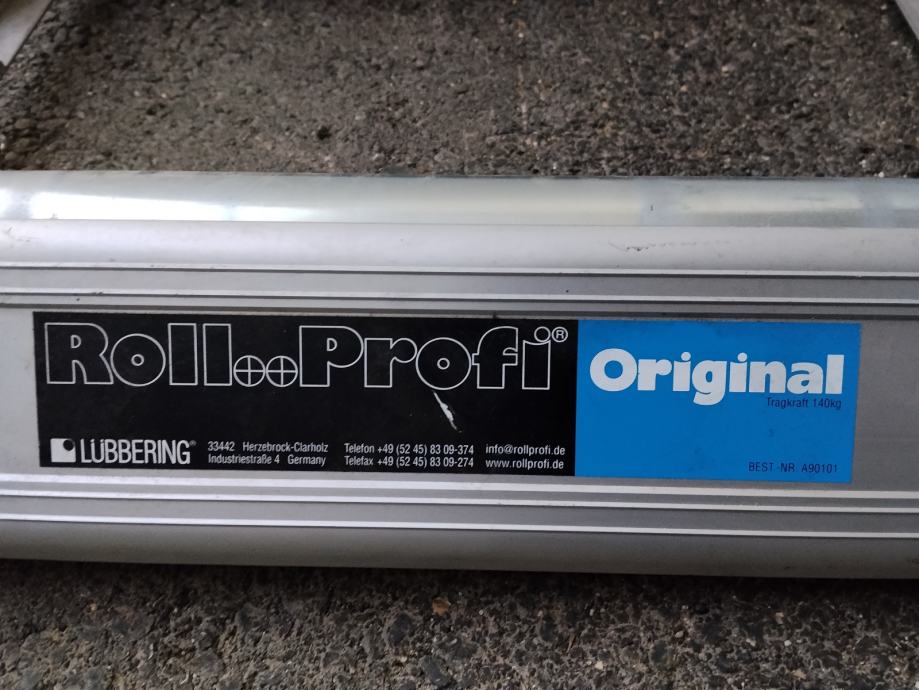 Roll..Profi®
LÜBBERING®
33442 Herzebrock-Clarholz
Industriestraße 4 Germany
Telefon +49 (52 45) 83 09-374
Telefax +49 (52 45) 83 09-274
info@rollprofi.de
www.rollprofi.de
Original
Tragkraft 140kg
BEST-NR. A90101